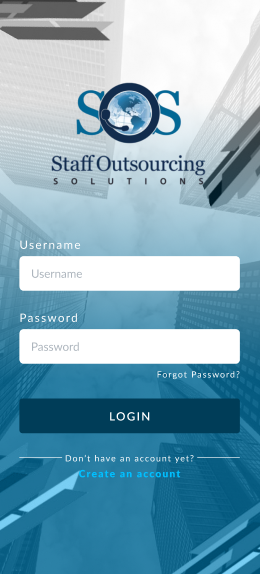 SOS
Staff Outsourcing
SOLUTIONS
Username
Username
Password
Password
Forgot Password?
LOGIN
Don't have an account yet?
Create an account